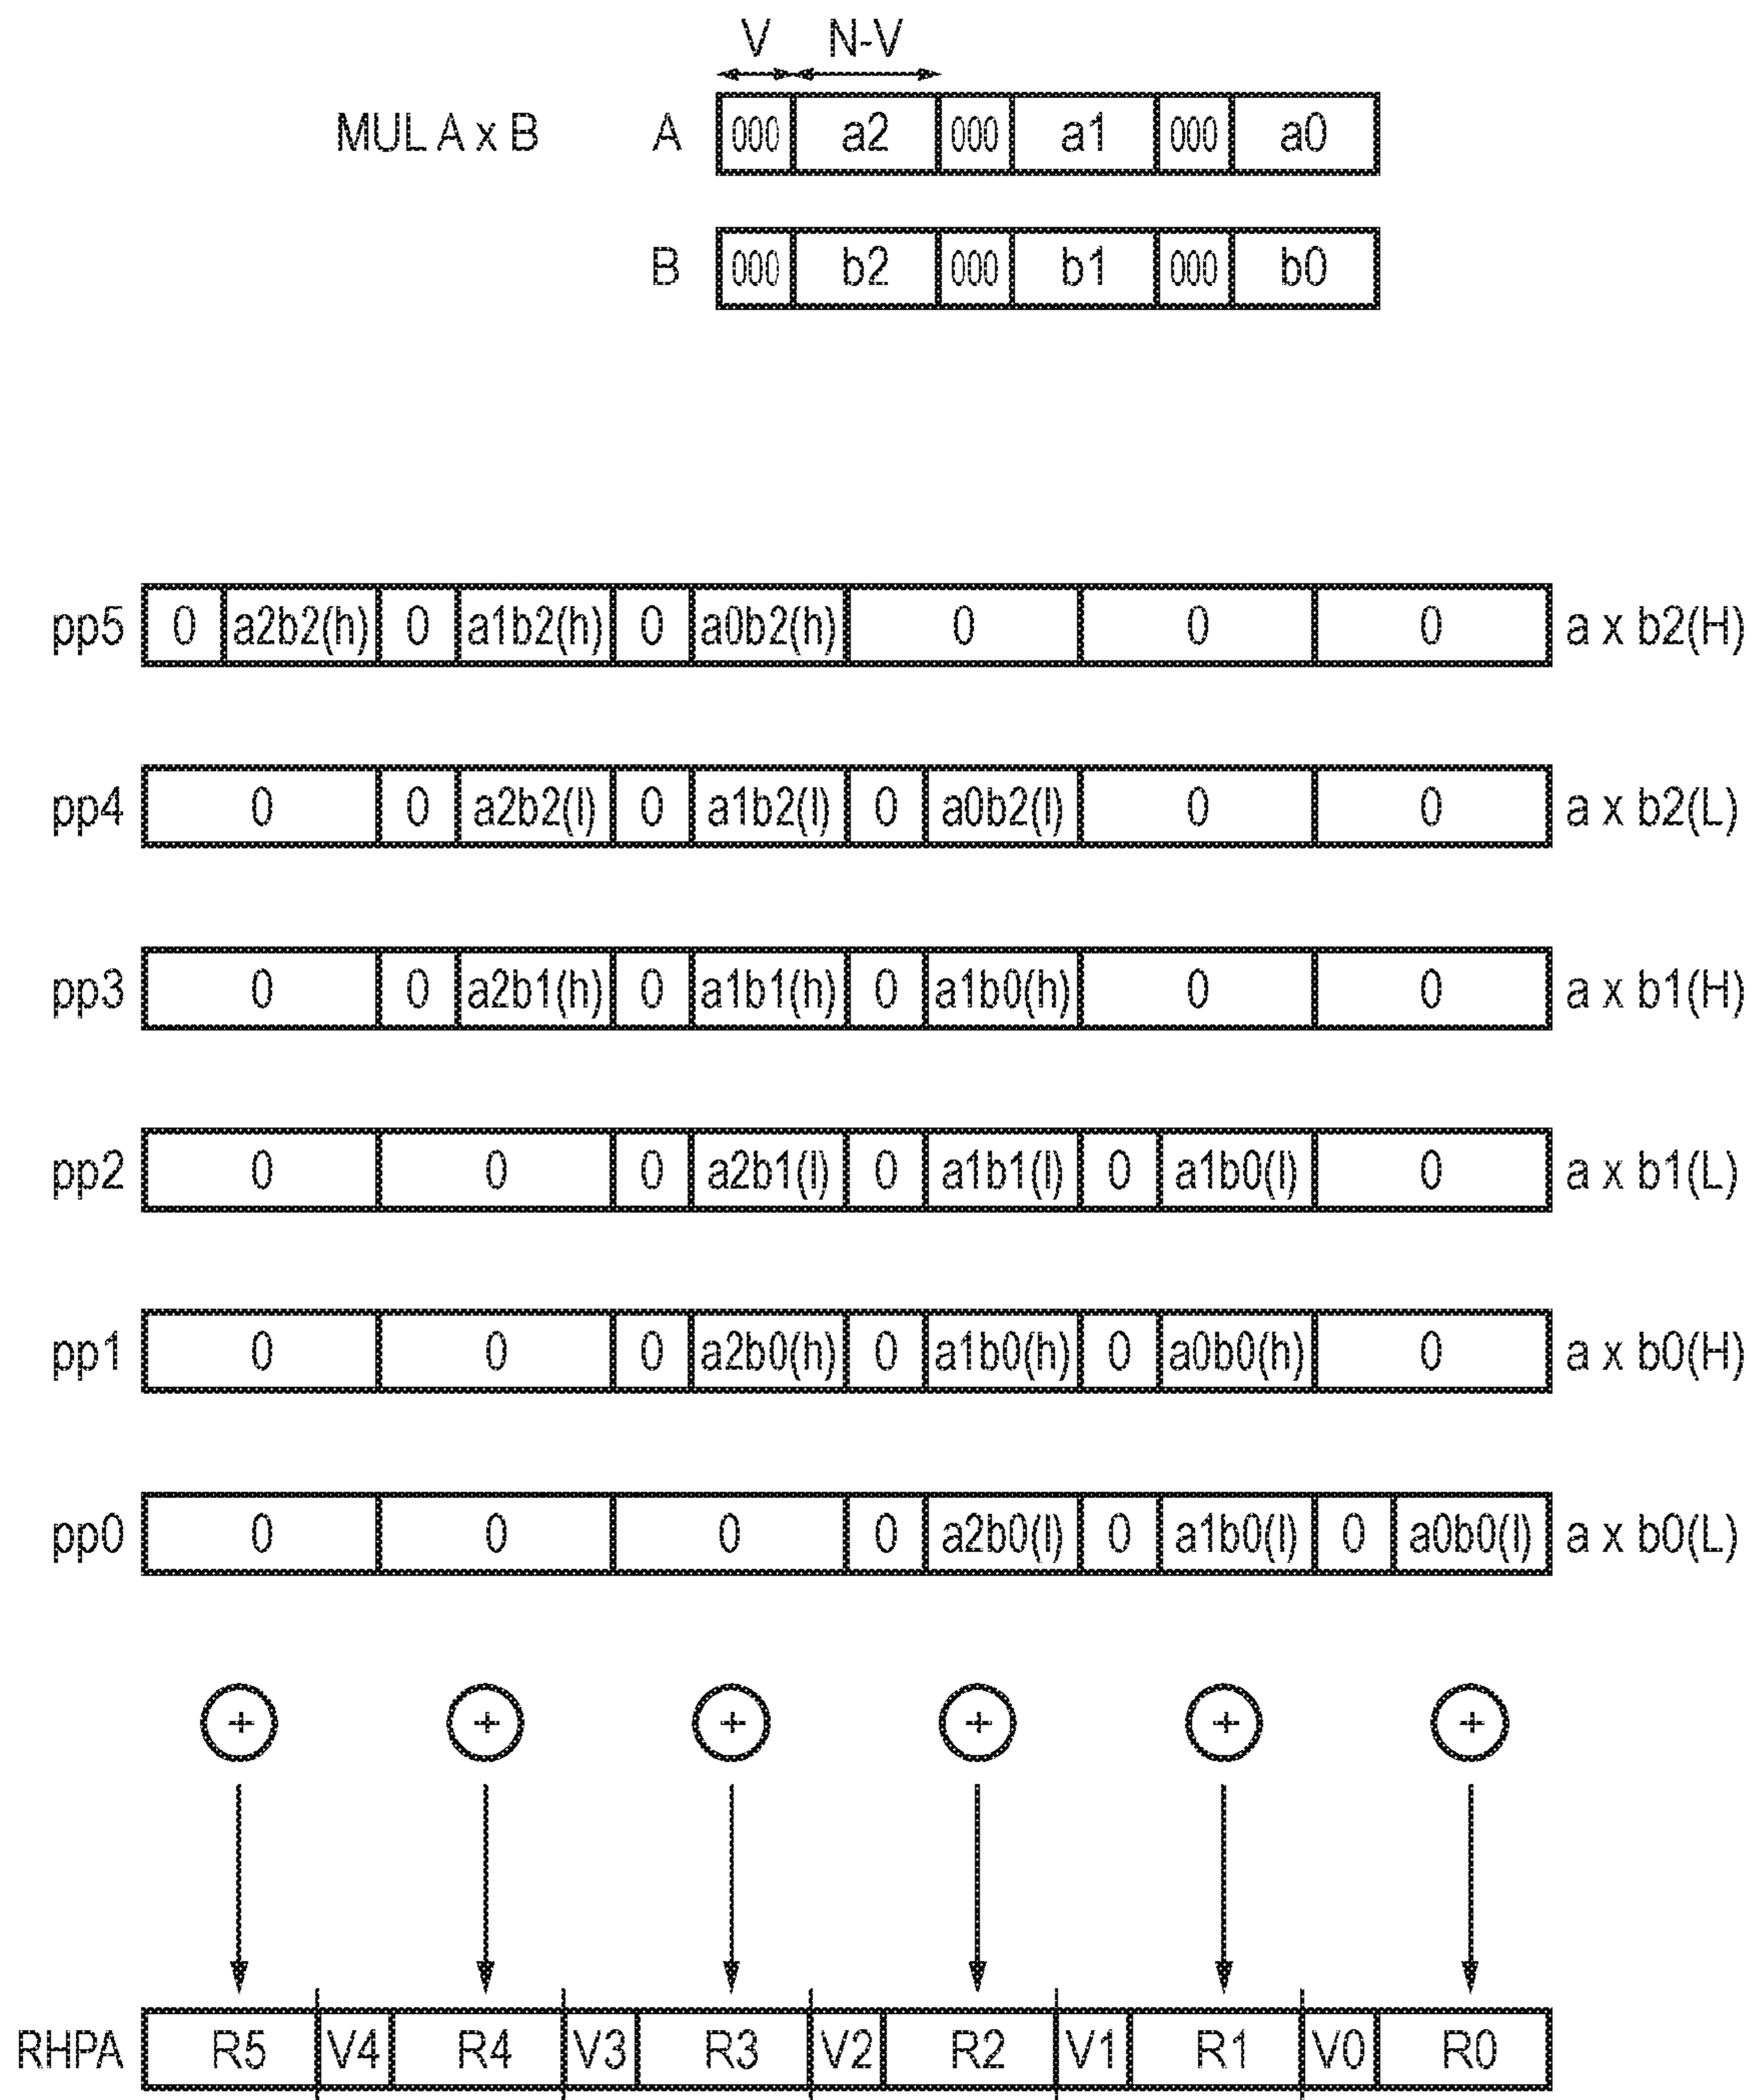 V N-V
MUL A x B A 000 a2 000 a1 000 a0
B 000 b2 000 b1 000 b0
pp5 0 a2b2(h) 0 a1b2(h) 0 a0b2(h) 0 0 0 a x b2(H)
pp4 0 0 a2b2(l) 0 a1b2(l) 0 a0b2(l) 0 0 a x b2(L)
pp3 0 0 a2b1(h) 0 a1b1(h) 0 a1b0(h) 0 0 a x b1(H)
pp2 0 0 0 a2b1(l) 0 a1b1(l) 0 a1b0(l) 0 a x b1(L)
pp1 0 0 0 a2b0(h) 0 a1b0(h) 0 a0b0(h) 0 a x b0(H)
pp0 0 0 0 0 a2b0(l) 0 a1b0(l) 0 a0b0(l) a x b0(L)
+ + + + + +
RHPA R5 V4 R4 V3 R3 V2 R2 V1 R1 V0 R0